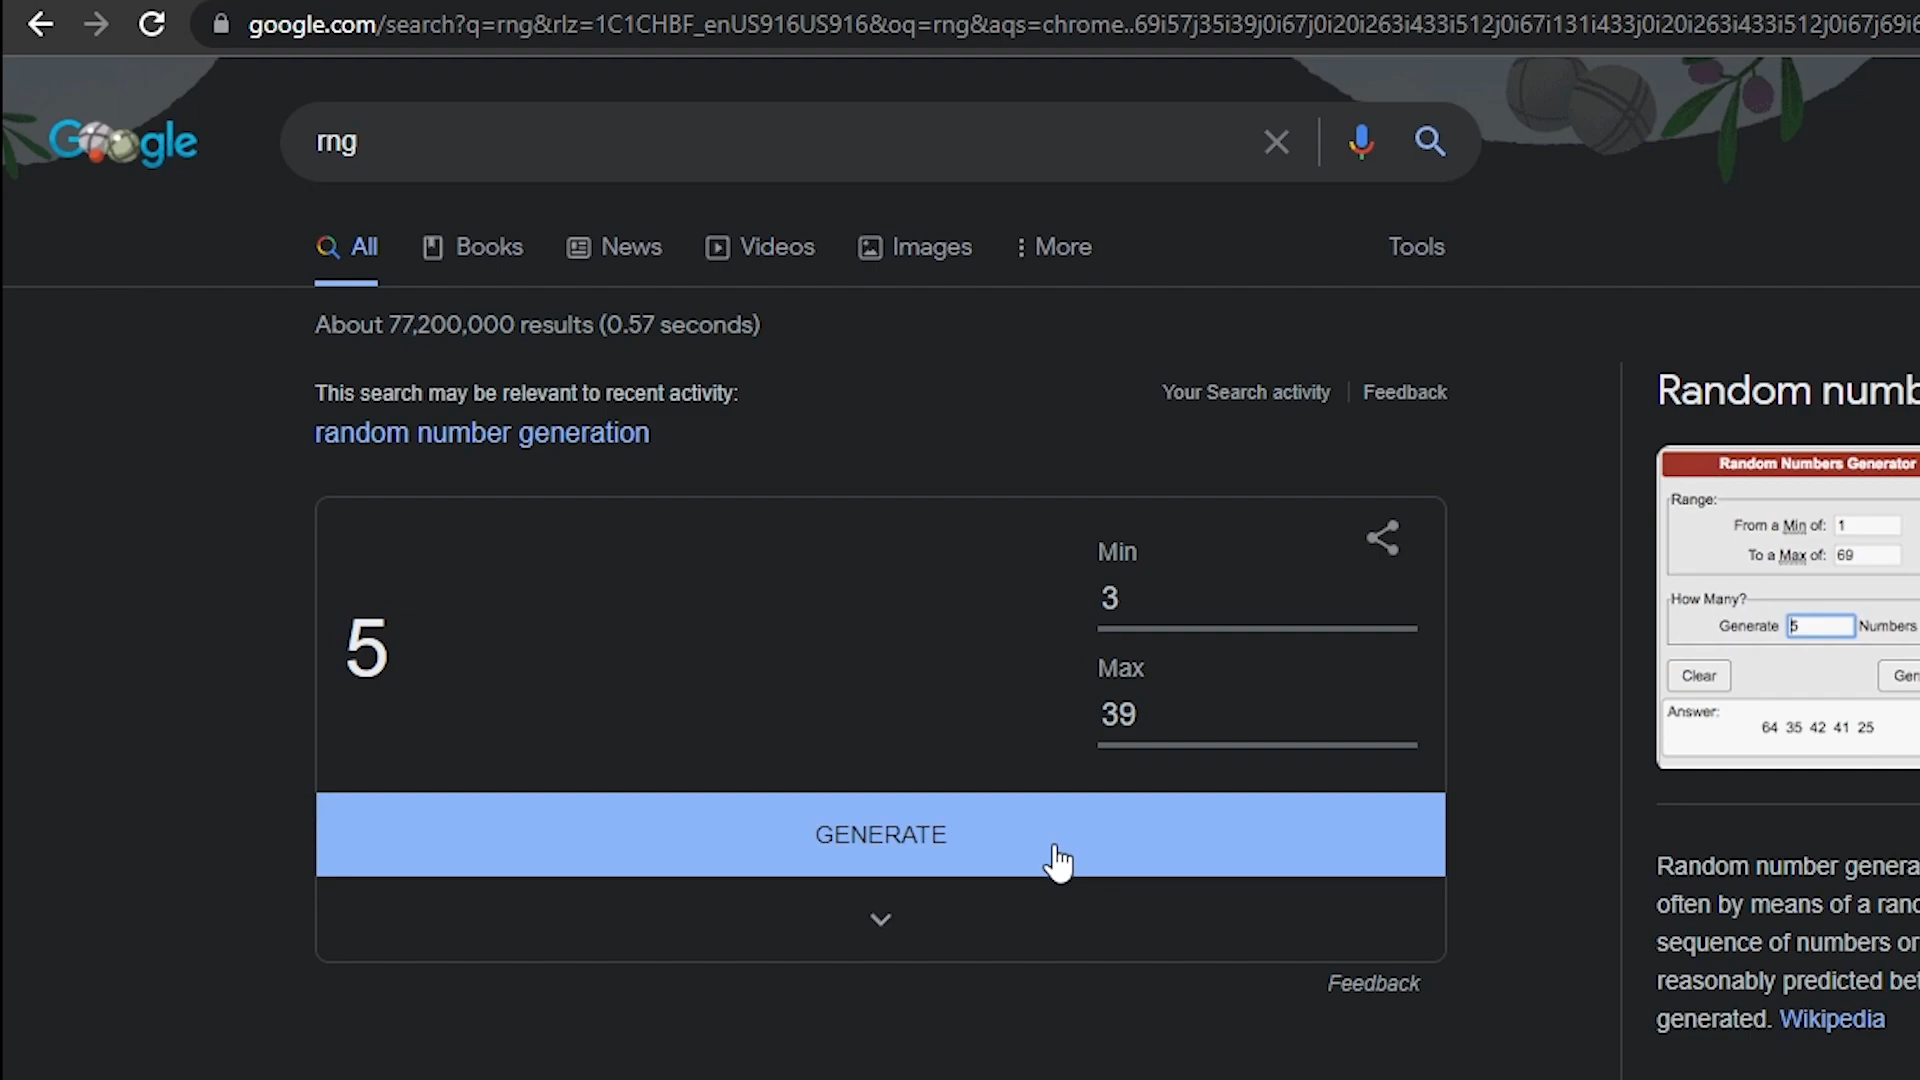 google.com/search?q=rng&rlz=1C1CHBF_enUS916US916&oq=rng&aqs=chrome..69i57j35i39j0i67j0i20i263i433i512j0i67i131i433j0i20i263i433i512j0i67j69i6
Google
rng
All Books News Videos Images More Tools
About 77,200,000 results (0.57 seconds)
This search may be relevant to recent activity:
Your Search activity Feedback
random number generation
5
Min
3
Max
39
GENERATE
Feedback
Random numb
Random Numbers Generator
Range:
From a Min of: 1
To a Max of: 69
How Many?
Generate 5 Numbers
Clear Gen
Answer:
64 35 42 41 25
Random number genera
often by means of a rand
sequence of numbers or
reasonably predicted bet
generated. Wikipedia